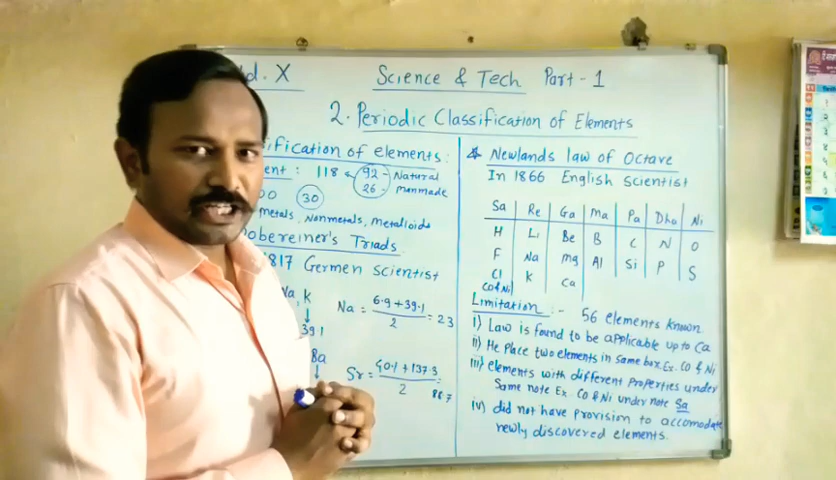 d. X Science & Tech Part - 1
2. Periodic Classification of Elements
ification of elements:
ent : 118 92 - Natural
26 - manmade
00 30
metals, Nonmetals, Metalloids
obereiner's Triads
1817 Germen scientist
Na, K
39.1
Na = 6.9 + 39.1 / 2 = 23
Ba
Sr = 40.1 + 137.3 / 2 =
88.7
Newlands law of Octave
In 1866 English scientist
Sa Re Ga Ma Pa Dha Ni
H Li Be B C N O
F Na Mg Al Si P S
Cl K Ca
Co & Ni
Limitation :- 56 elements known
i) Law is found to be applicable up to Ca
ii) He place two elements in same box. Ex. Co & Ni
iii) elements with different Properties under
Same note Ex. Co & Ni under note Sa
iv) did not have provision to accomodate
newly discovered elements.